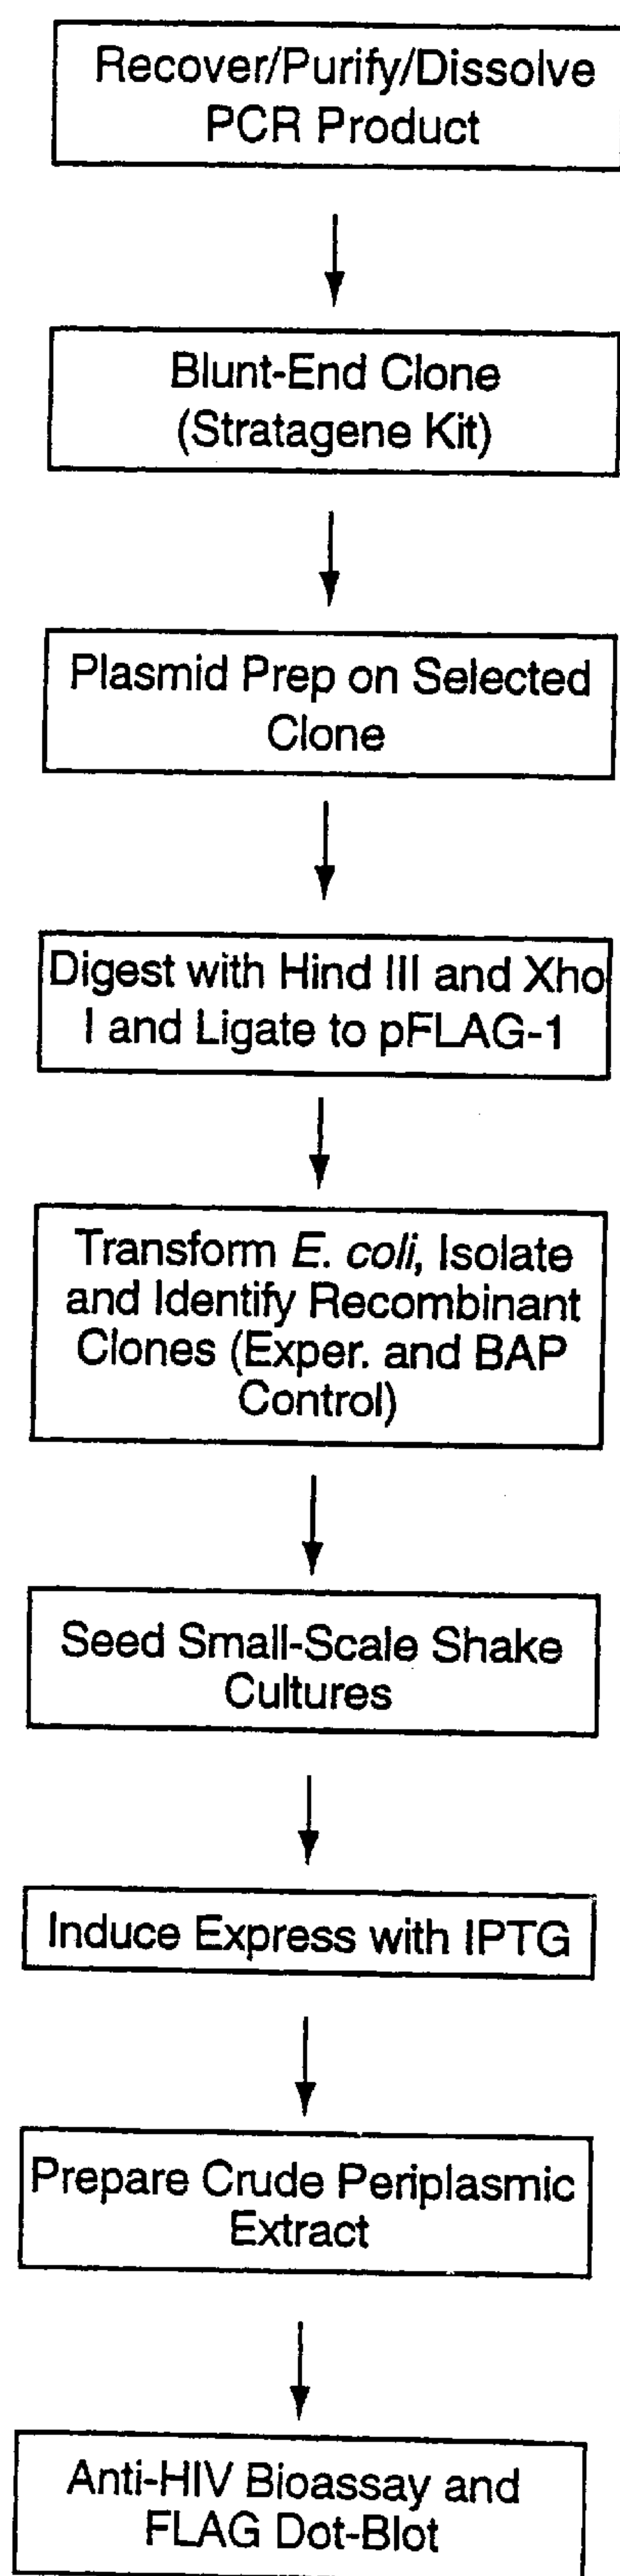 Recover/Purify/Dissolve
PCR Product
Blunt-End Clone
(Stratagene Kit)
Plasmid Prep on Selected
Clone
Digest with Hind III and Xho
I and Ligate to pFLAG-1
Transform E. coli, Isolate
and Identify Recombinant
Clones (Exper. and BAP
Control)
Seed Small-Scale Shake
Cultures
Induce Express with IPTG
Prepare Crude Periplasmic
Extract
Anti-HIV Bioassay and
FLAG Dot-Blot